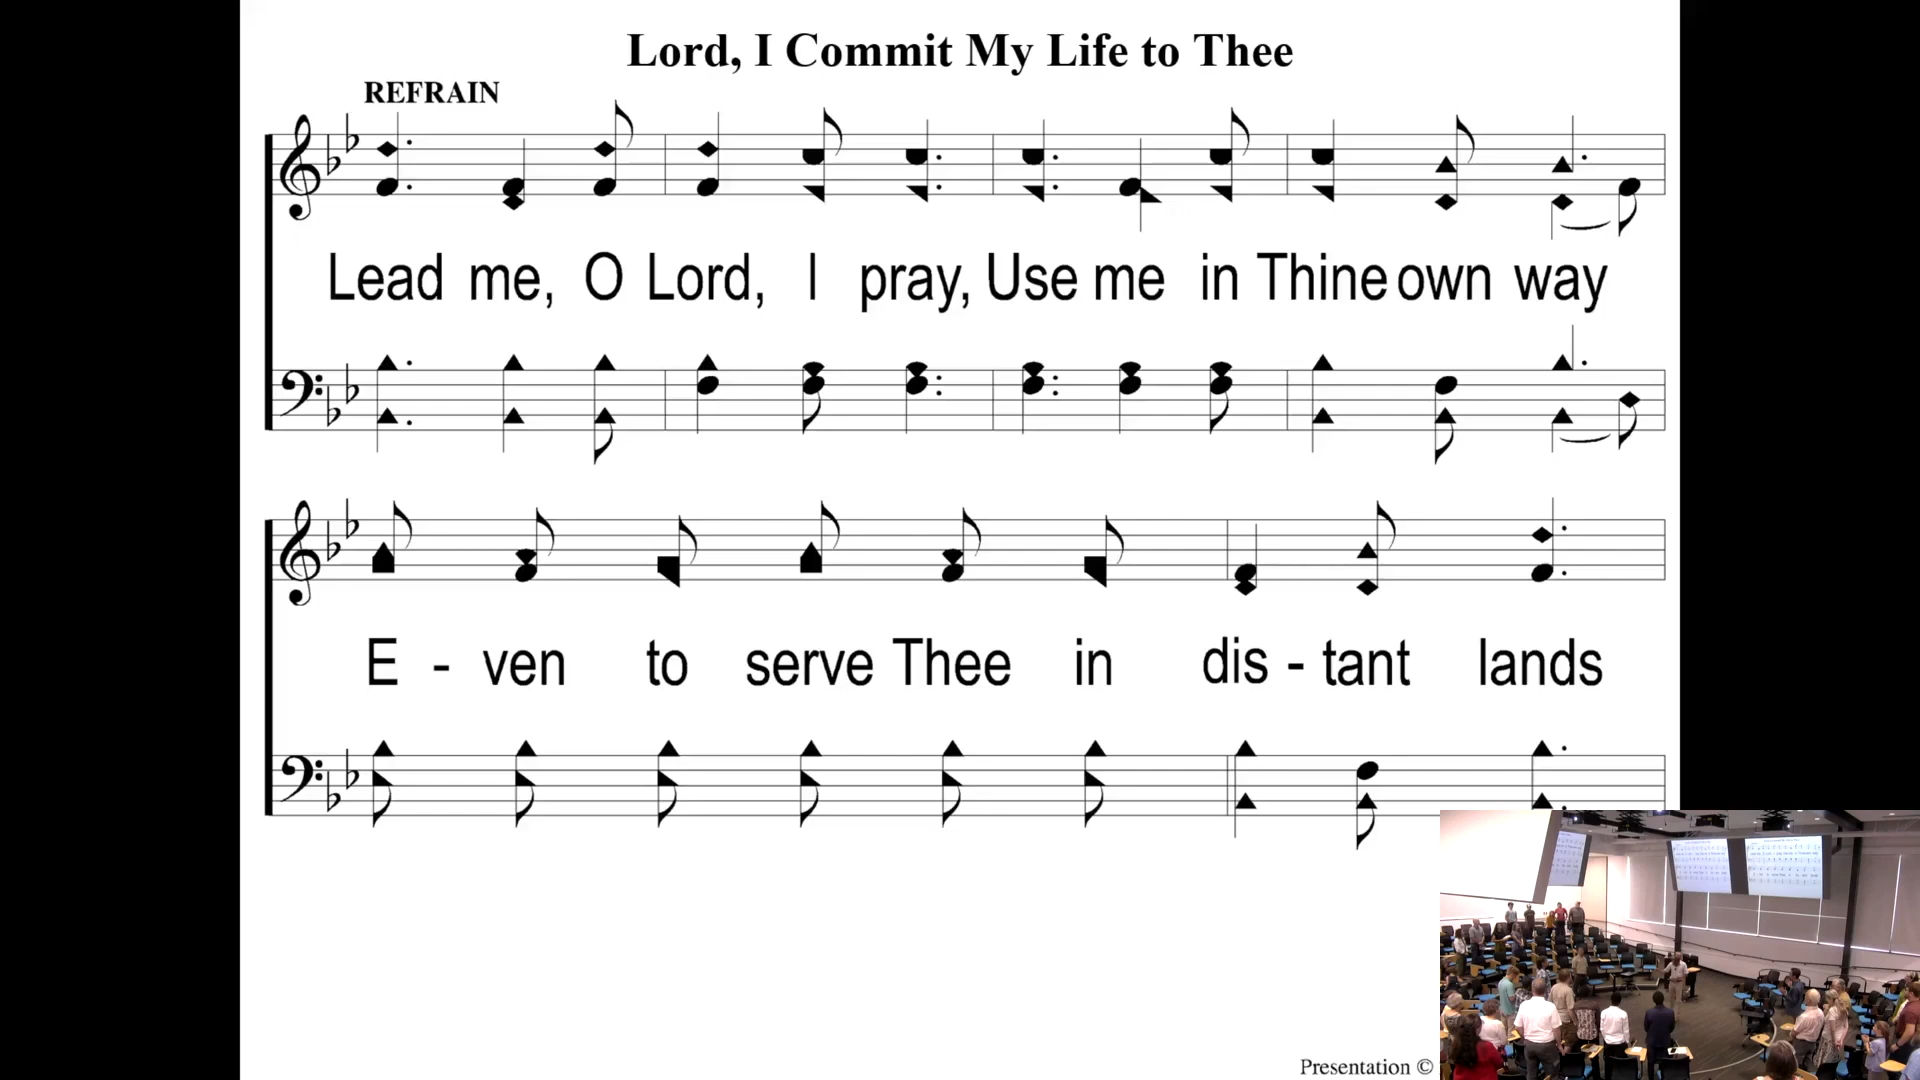 Lord, I Commit My Life to Thee
REFRAIN
Lead me, O Lord, I pray, Use me in Thine own way
E - ven to serve Thee in dis - tant lands
Presentation ©